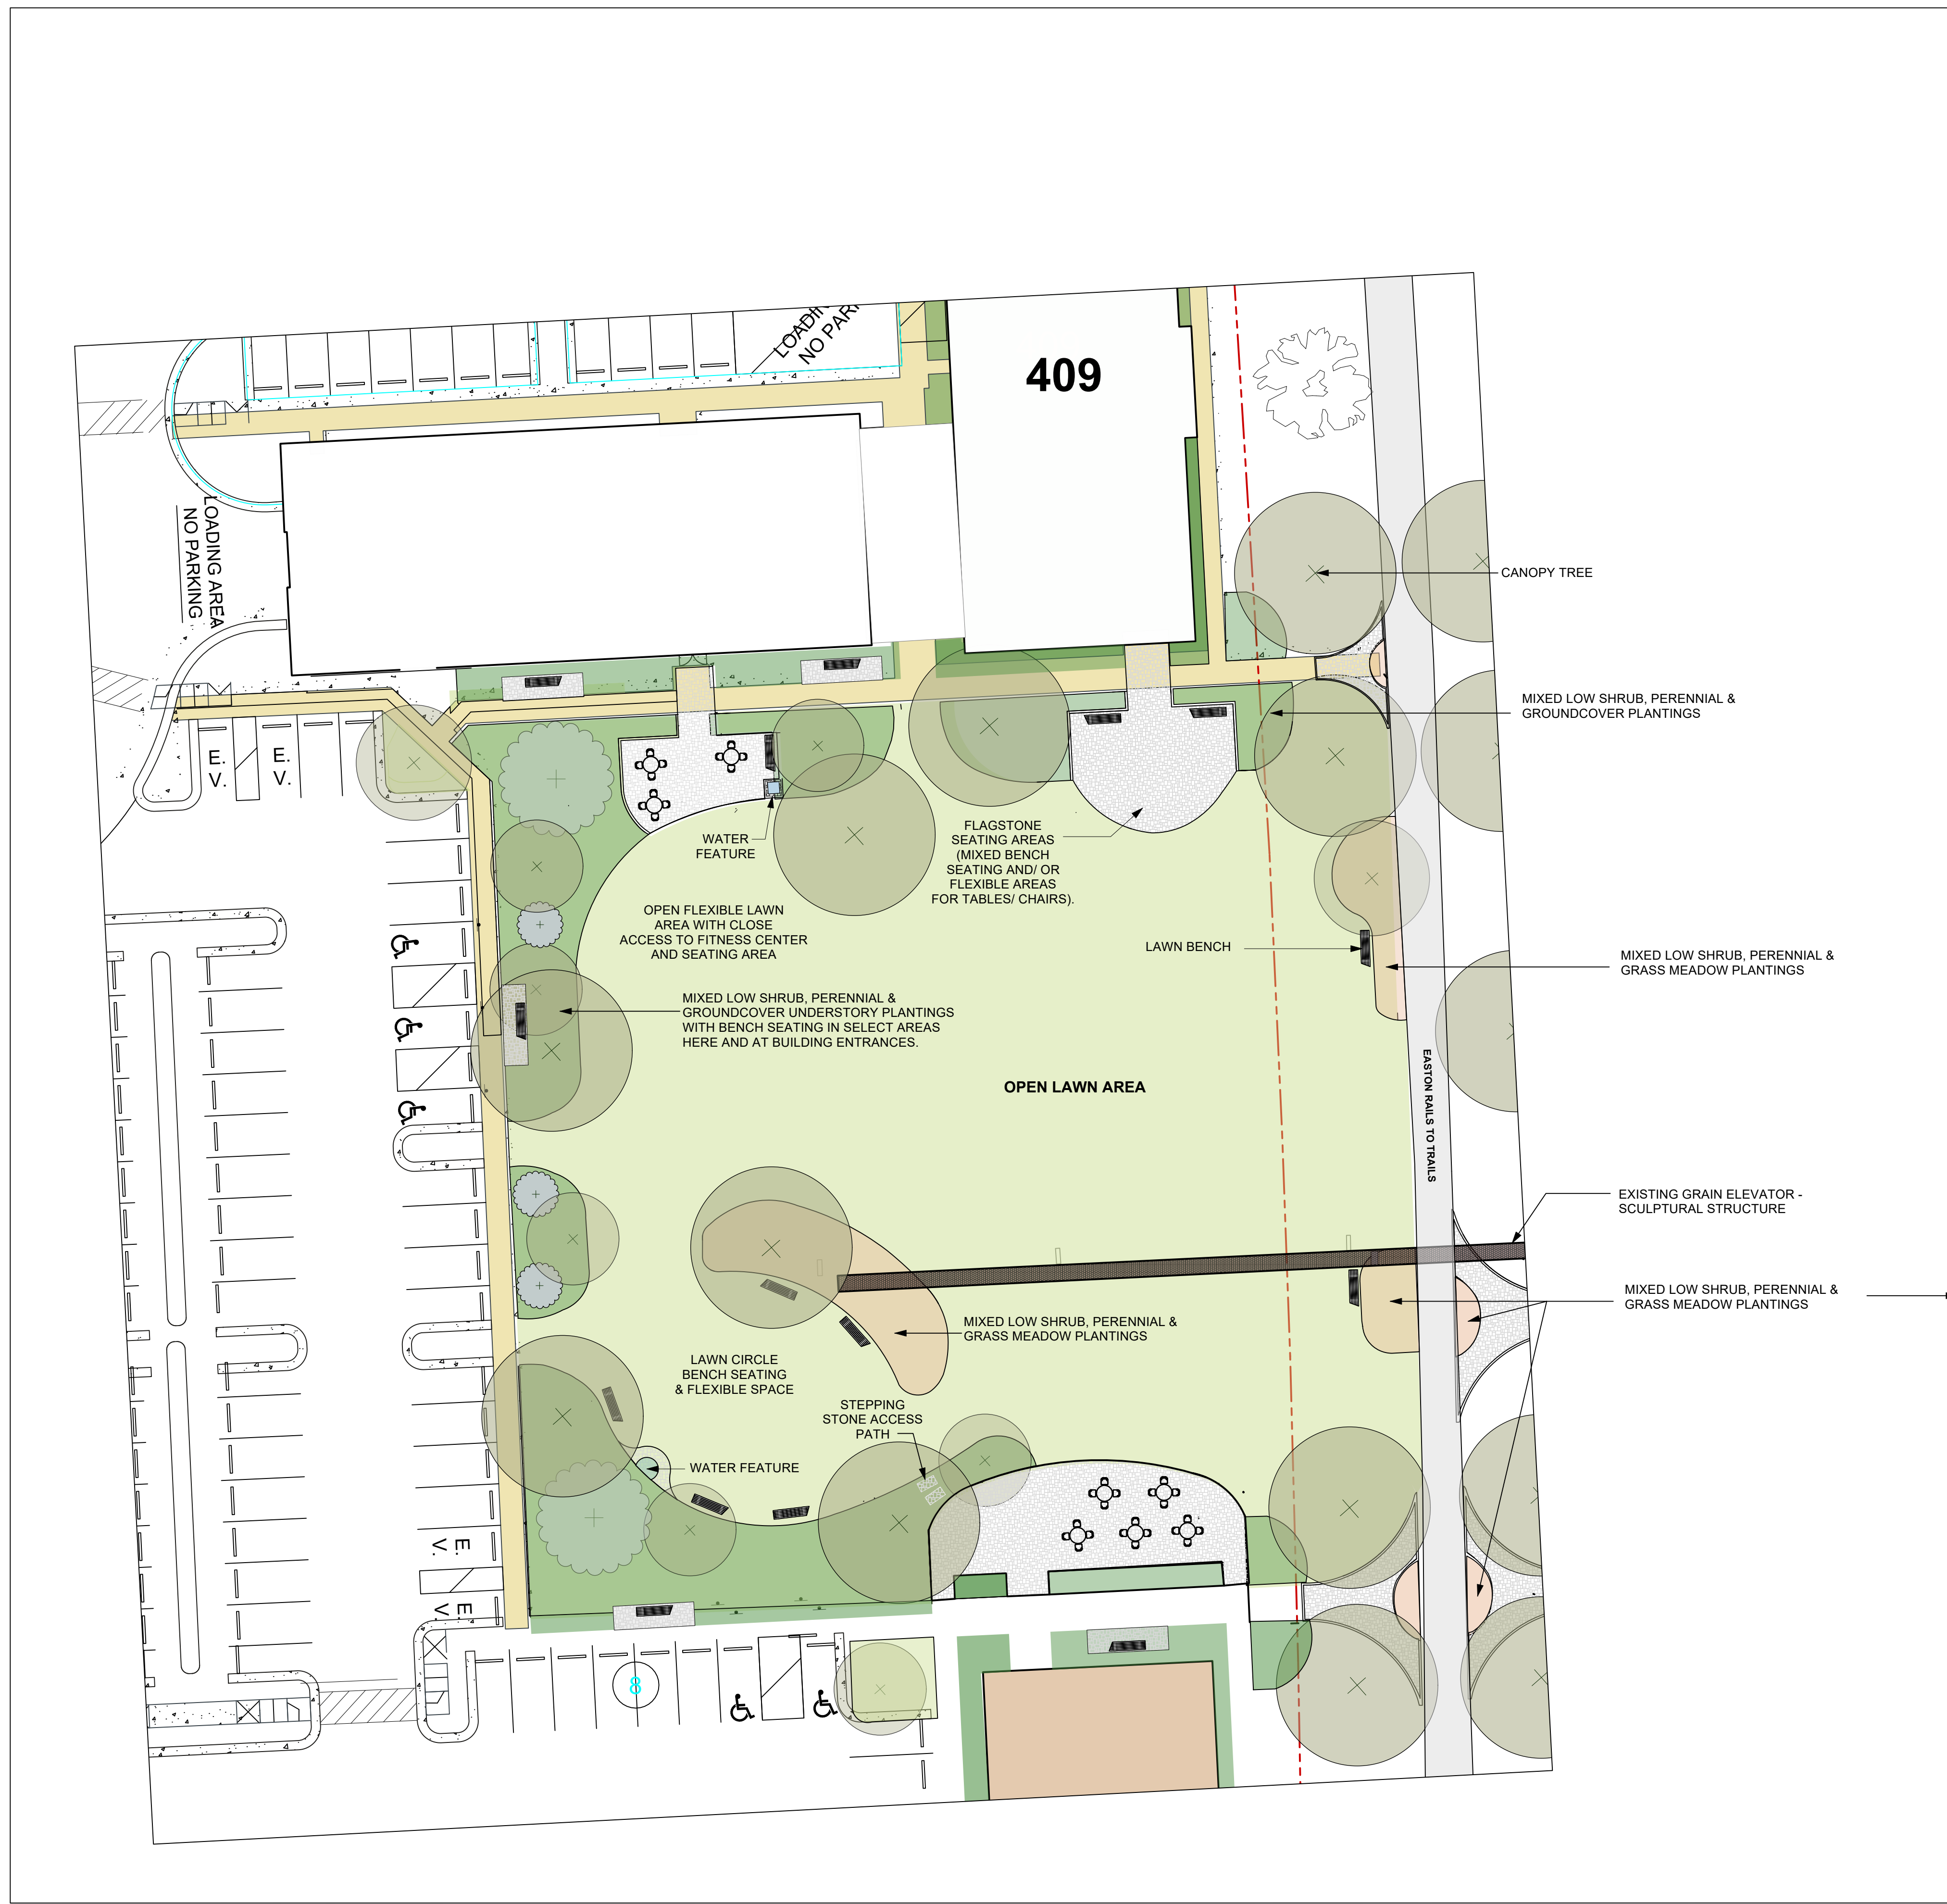 LOADIN
NO PARK
409
LOADING AREA
NO PARKING
CANOPY TREE
MIXED LOW SHRUB, PERENNIAL &
GROUNDCOVER PLANTINGS
E.
V.
E.
V.
WATER
FEATURE
FLAGSTONE
SEATING AREAS
(MIXED BENCH
SEATING AND/ OR
FLEXIBLE AREAS
FOR TABLES/ CHAIRS).
OPEN FLEXIBLE LAWN
AREA WITH CLOSE
ACCESS TO FITNESS CENTER
AND SEATING AREA
LAWN BENCH
MIXED LOW SHRUB, PERENNIAL &
GRASS MEADOW PLANTINGS
MIXED LOW SHRUB, PERENNIAL &
GROUNDCOVER UNDERSTORY PLANTINGS
WITH BENCH SEATING IN SELECT AREAS
HERE AND AT BUILDING ENTRANCES.
OPEN LAWN AREA
EASTON RAILS TO TRAILS
EXISTING GRAIN ELEVATOR -
SCULPTURAL STRUCTURE
MIXED LOW SHRUB, PERENNIAL &
GRASS MEADOW PLANTINGS
MIXED LOW SHRUB, PERENNIAL &
GRASS MEADOW PLANTINGS
LAWN CIRCLE
BENCH SEATING
& FLEXIBLE SPACE
STEPPING
STONE ACCESS
PATH
WATER FEATURE
E.
V.
E.
V.
8